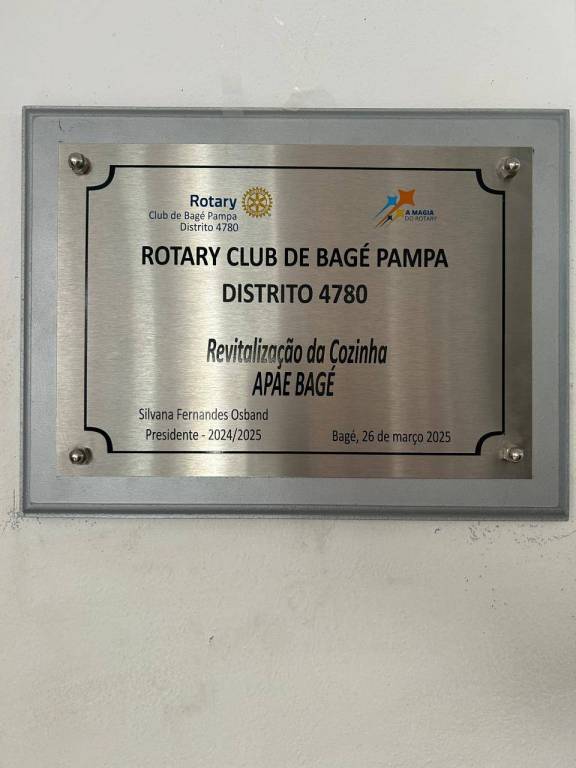 Rotary
Club de Bagé Pampa
Distrito 4780
A MAGIA
DO ROTARY
ROTARY CLUB DE BAGÉ PAMPA
DISTRITO 4780
Revitalização da Cozinha
APAE BAGÉ
Silvana Fernandes Osband
Presidente - 2024/2025
Bagé, 26 de março 2025